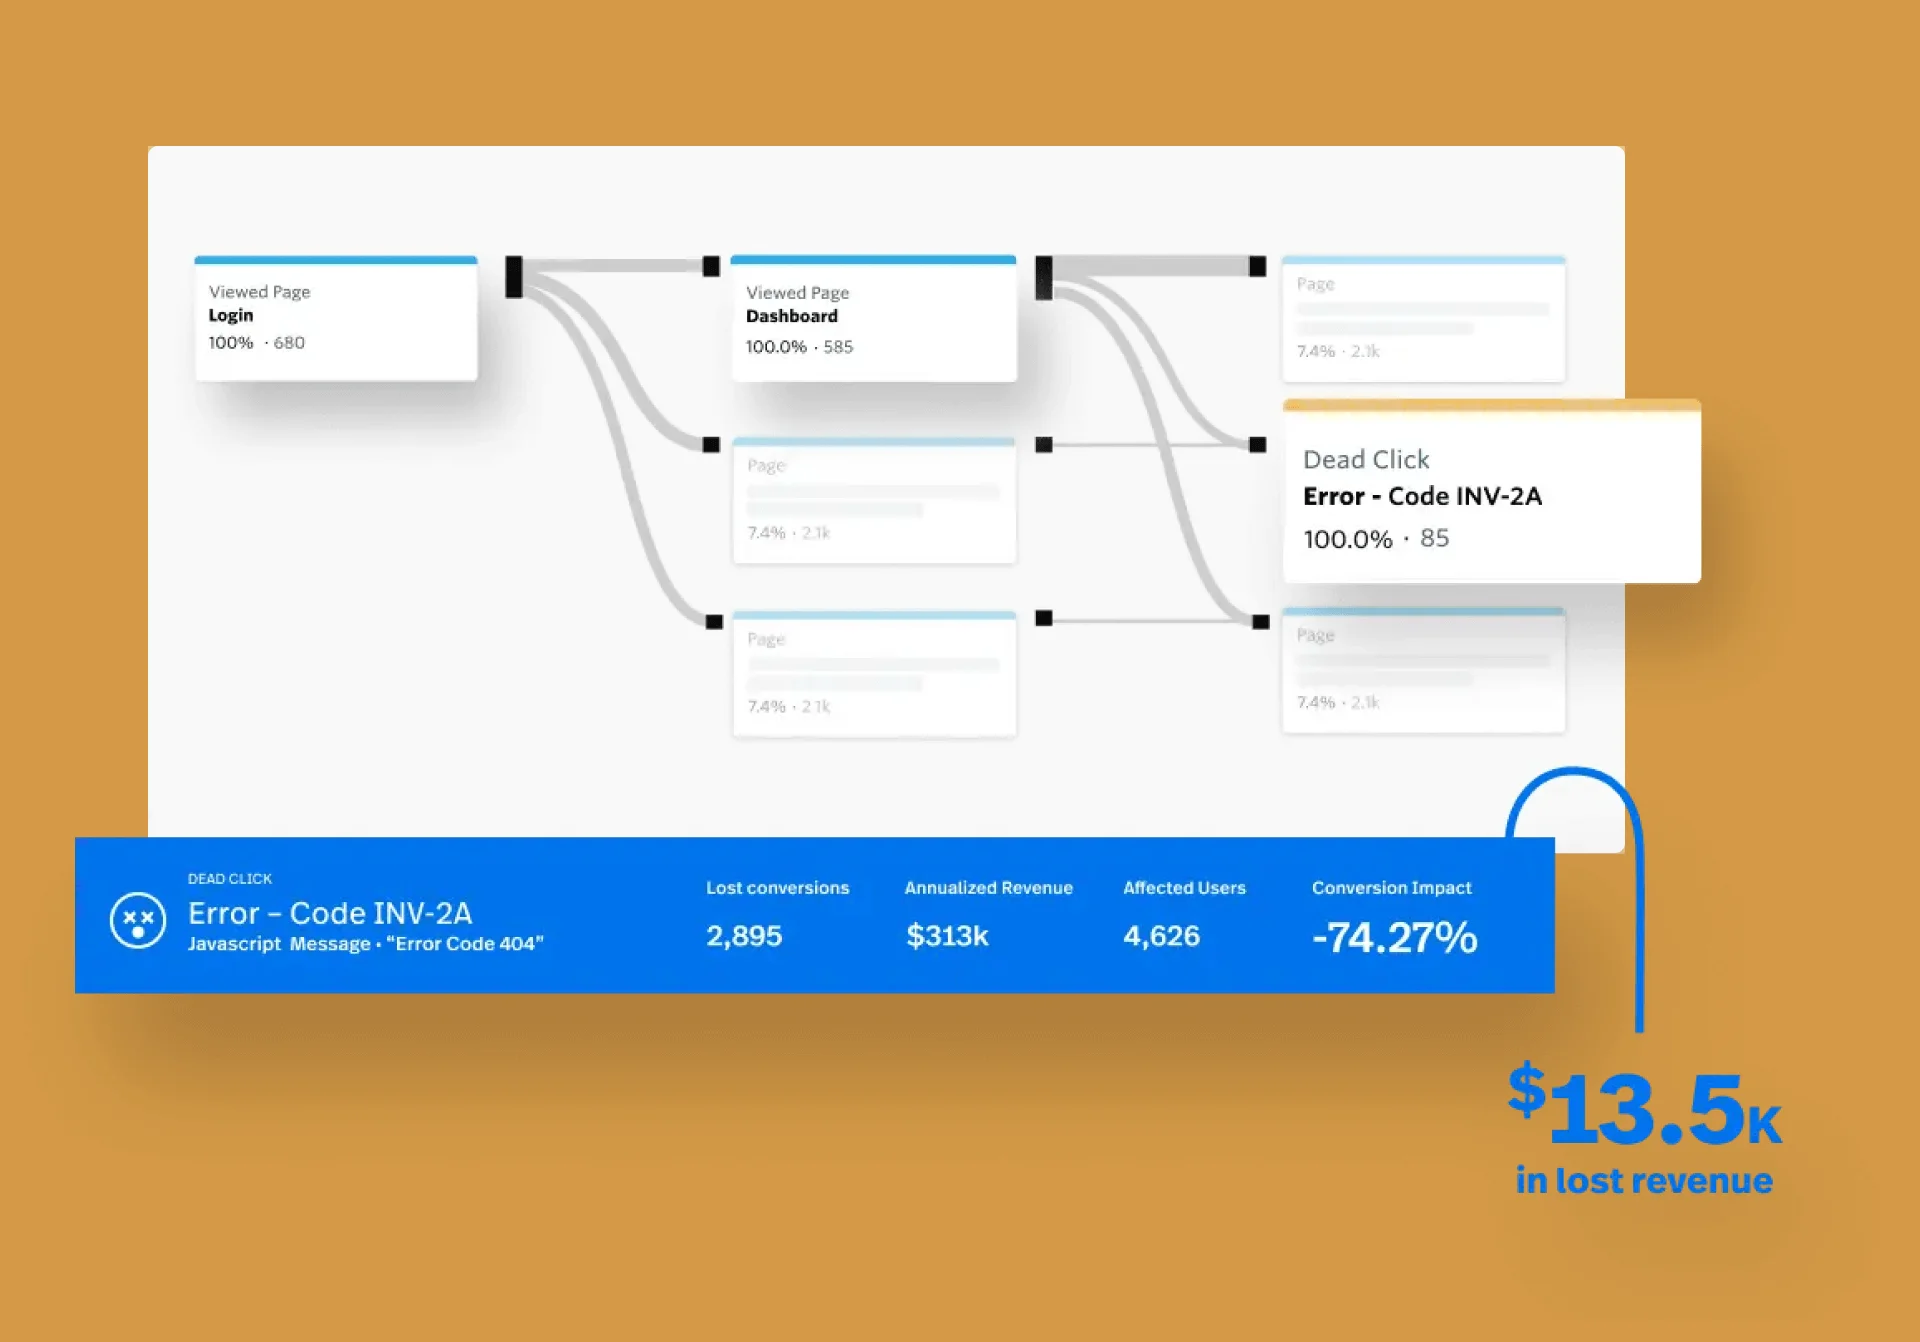 Viewed Page
Login
100% · 680
Viewed Page
Dashboard
100.0% · 585
Page
7.4% · 2.1k
Page
7.4% · 2.1k
Page
7.4% · 2.1k
Dead Click
Error - Code INV-2A
100.0% · 85
Page
7.4% · 2.1k
DEAD CLICK
Error – Code INV-2A
Javascript Message • “Error Code 404”
Lost conversions
2,895
Annualized Revenue
$313k
Affected Users
4,626
Conversion Impact
-74.27%
$13.5K
in lost revenue